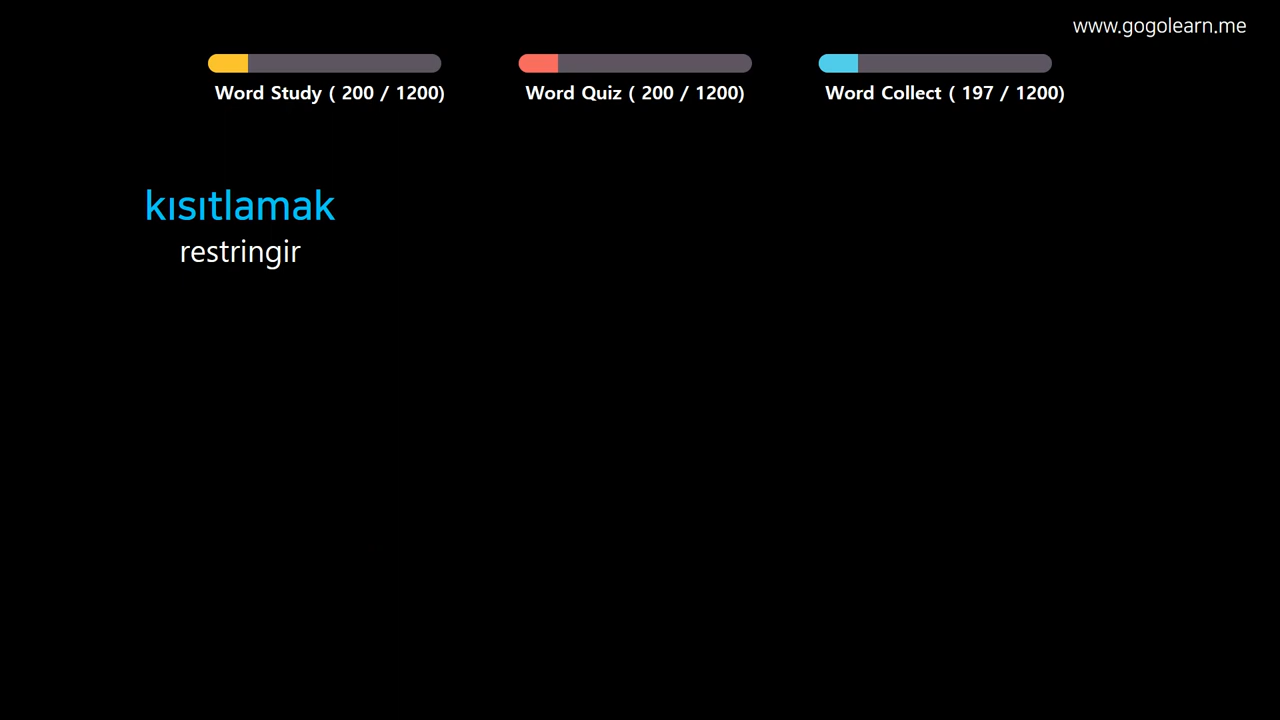 www.gogolearn.me
Word Study ( 200 / 1200)
Word Quiz ( 200 / 1200)
Word Collect ( 197 / 1200)
kısıtlamak
restringir